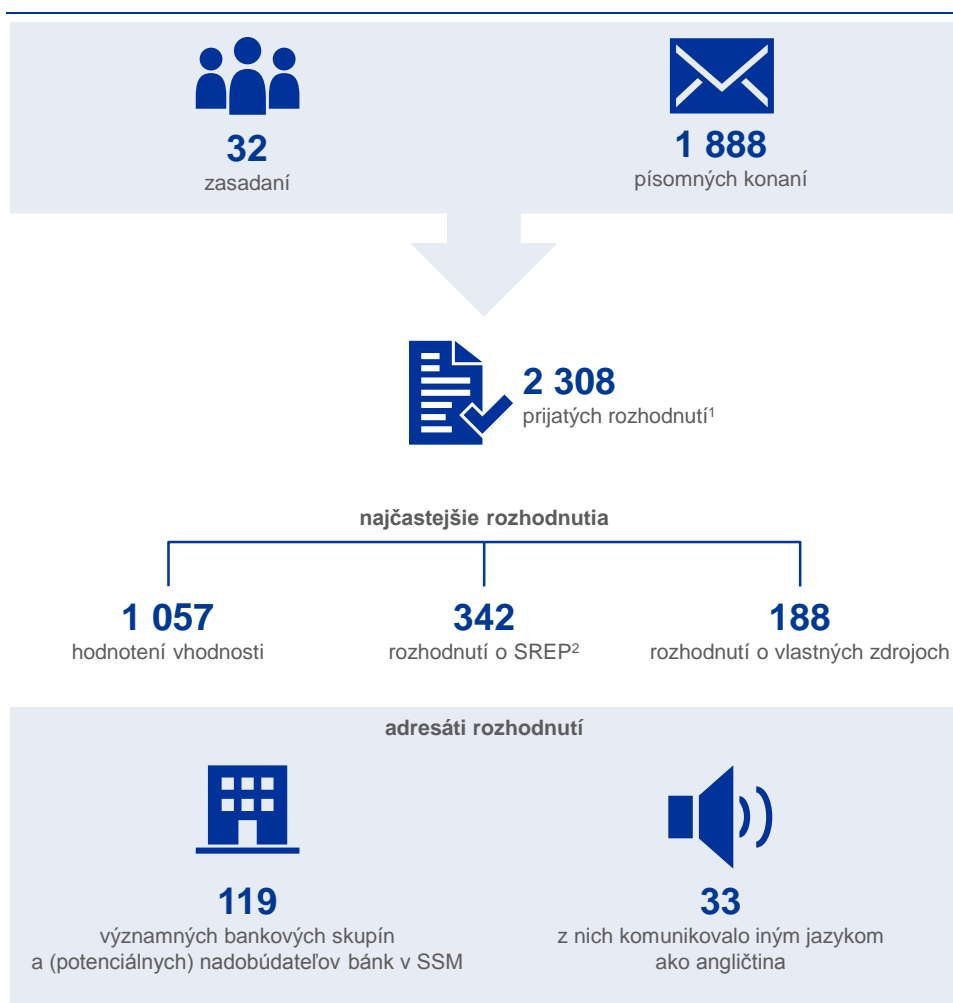 32
zasadaní
1 888
písomných konaní
2 308
prijatých rozhodnutí¹
najčastejšie rozhodnutia
1 057
hodnotení vhodnosti
342
rozhodnutí o SREP²
188
rozhodnutí o vlastných zdrojoch
adresáti rozhodnutí
119
významných bankových skupín
a (potenciálnych) nadobúdateľov bánk v SSM
33
z nich komunikovalo iným jazykom
ako angličtina